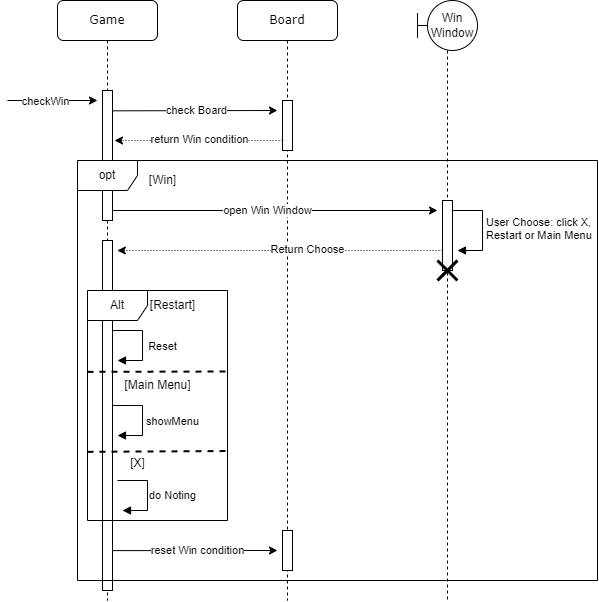 Game
Board
Win
Window
checkWin
check Board
return Win condition
opt
[Win]
open Win Window
User Choose: click X,
Restart or Main Menu
Return Choose
Alt
[Restart]
Reset
[Main Menu]
showMenu
[X]
do Noting
reset Win condition